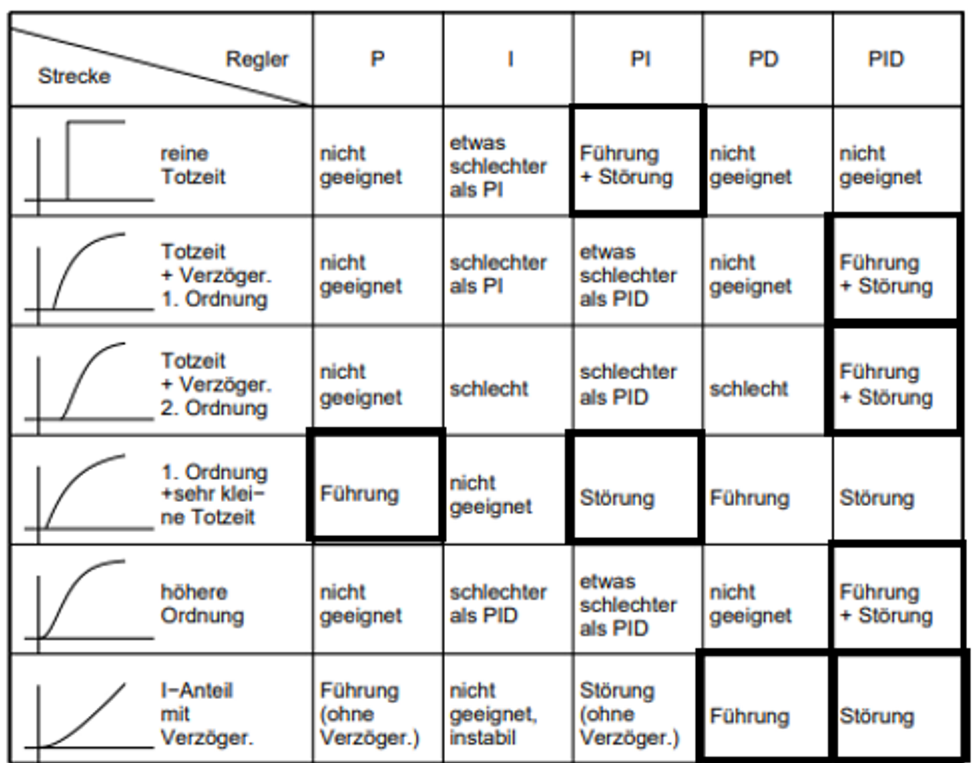 Regler
Strecke
P
I
PI
PD
PID
reine
Totzeit
nicht
geeignet
etwas
schlechter
als PI
Führung
+ Störung
nicht
geeignet
nicht
geeignet
Totzeit
+ Verzöger.
1. Ordnung
nicht
geeignet
schlechter
als PI
etwas
schlechter
als PID
nicht
geeignet
Führung
+ Störung
Totzeit
+ Verzöger.
2. Ordnung
nicht
geeignet
schlecht
schlechter
als PID
schlecht
Führung
+ Störung
1. Ordnung
+sehr klei–
ne Totzeit
Führung
nicht
geeignet
Störung
Führung
Störung
höhere
Ordnung
nicht
geeignet
schlechter
als PID
etwas
schlechter
als PID
nicht
geeignet
Führung
+ Störung
I–Anteil
mit
Verzöger.
Führung
(ohne
Verzöger.)
nicht
geeignet,
instabil
Störung
(ohne
Verzöger.)
Führung
Störung